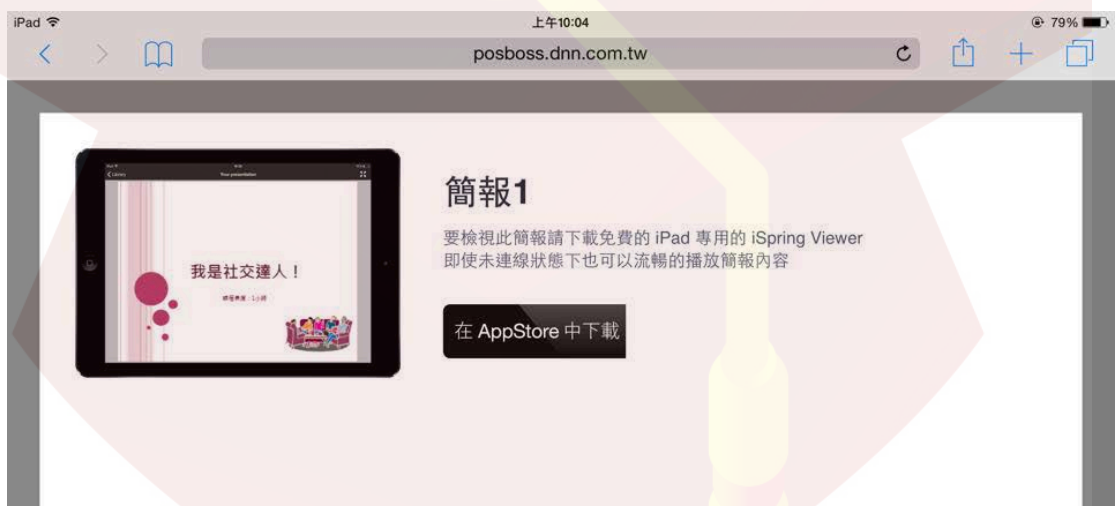 iPad
上午10:04
79%
posboss.dnn.com.tw
Library
Your presentation
我是社交達人！
簡報1
要檢視此簡報請下載免費的 iPad 專用的 iSpring Viewer
即使未連線狀態下也可以流暢的播放簡報內容
在 AppStore 中下載